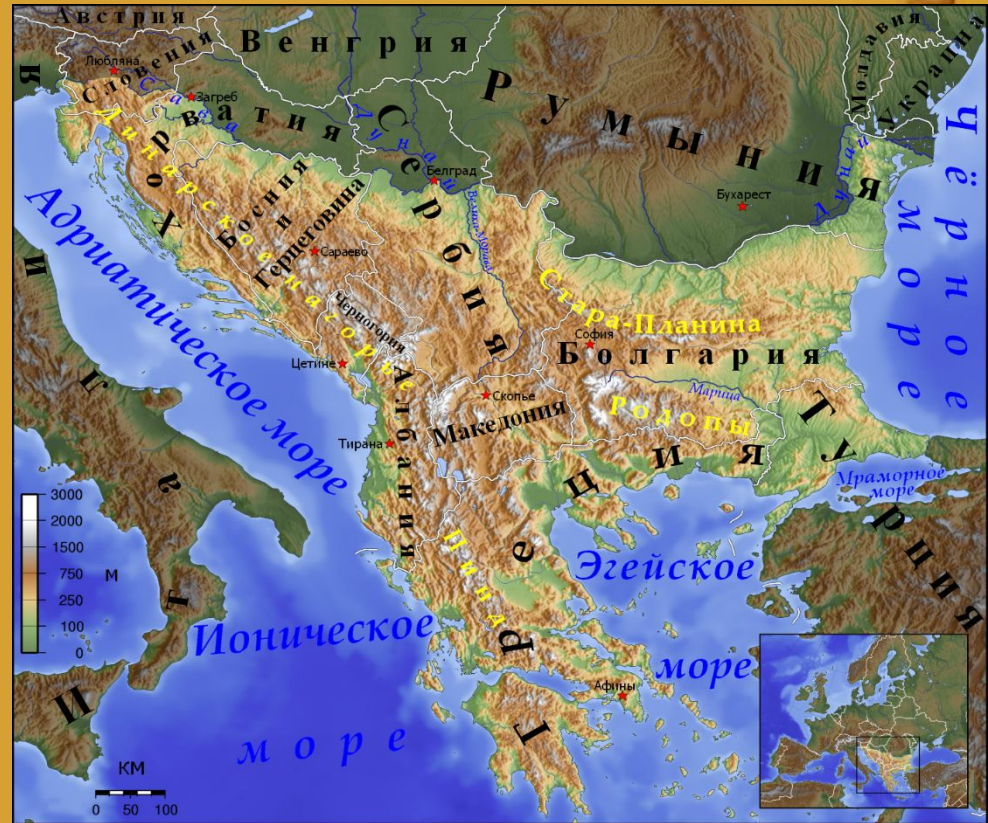 Австрия
Венгрия
Словения
Любляна
Загреб
Сава
Хорватия
Дунай
Сербия
Белград
Велика-Морава
Румыния
Бухарест
Дунай
Молдавия
Украина
Чёрное
море
Босния
и
Герцеговина
Сараево
Динарское нагорье
Черногория
Цетине
Адриатическое море
Италия
Албания
Тирана
Скопье
Македония
Стара-Планина
София
Болгария
Марица
Родопы
Турция
Мраморное
море
Греция
Пинд
Эгейское
море
Афины
Ионическое
море
3000
2000
1500
750
250
100
0
м
КМ
0 50 100